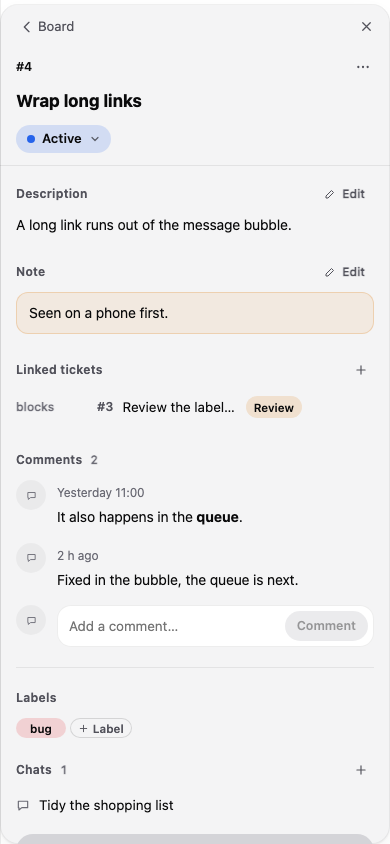 Board
#4
Wrap long links
Active
Description
Edit
A long link runs out of the message bubble.
Note
Edit
Seen on a phone first.
Linked tickets
blocks #3 Review the label... Review
Comments 2
Yesterday 11:00
It also happens in the queue.
2 h ago
Fixed in the bubble, the queue is next.
Add a comment...
Comment
Labels
bug
+ Label
Chats 1
Tidy the shopping list